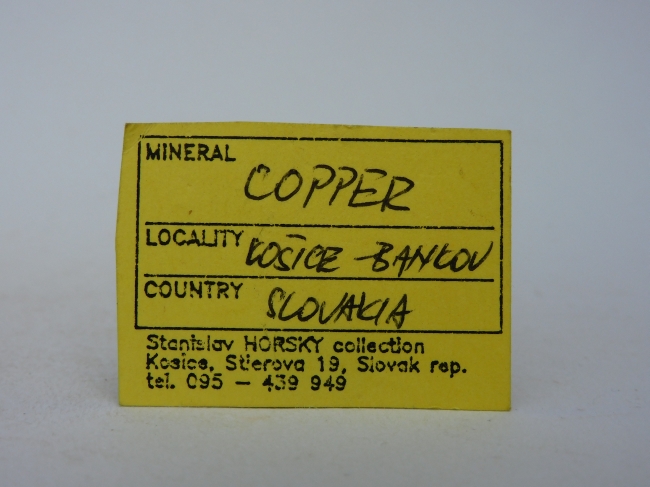 MINERAL COPPER
LOCALITY KOŠICE - BANKOV
COUNTRY SLOVAKIA
Stanislav HORSKY collection
Kosice, Stierova 19, Slovak rep.
tel. 095 - 439 949